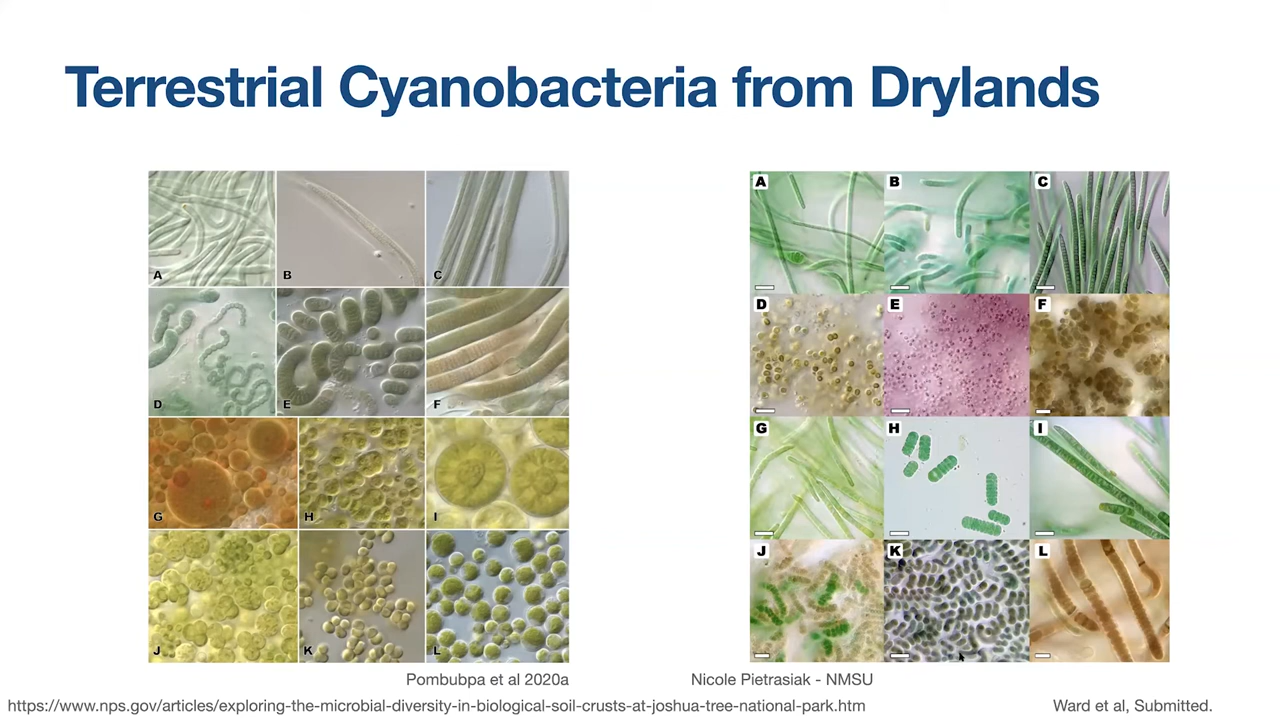 Terrestrial Cyanobacteria from Drylands
A B C
D E F
G H I
J K L
A B C
D E F
G H I
J K L
Pombubpa et al 2020a
Nicole Pietrasiak - NMSU
https://www.nps.gov/articles/exploring-the-microbial-diversity-in-biological-soil-crusts-at-joshua-tree-national-park.htm
Ward et al, Submitted.